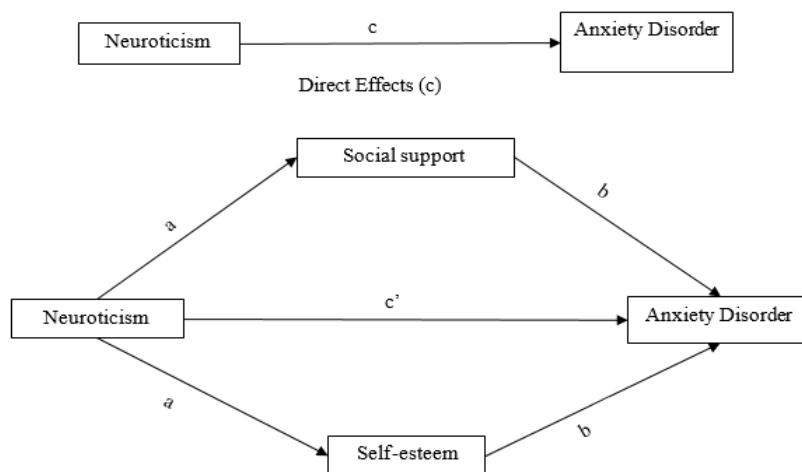 Neuroticism
c
Anxiety Disorder
Direct Effects (c)
Social support
a
b
Neuroticism
c’
Anxiety Disorder
a
b
Self-esteem